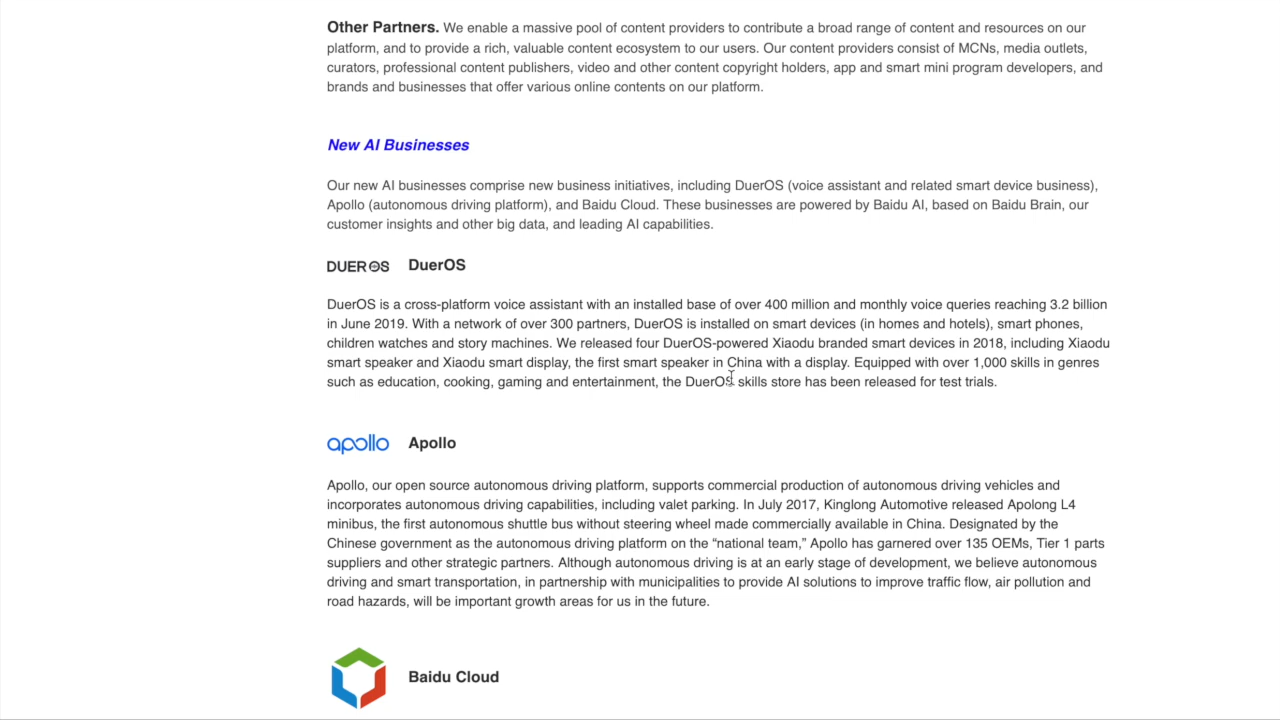 Other Partners. We enable a massive pool of content providers to contribute a broad range of content and resources on our
platform, and to provide a rich, valuable content ecosystem to our users. Our content providers consist of MCNs, media outlets,
curators, professional content publishers, video and other content copyright holders, app and smart mini program developers, and
brands and businesses that offer various online contents on our platform.
New AI Businesses
Our new AI businesses comprise new business initiatives, including DuerOS (voice assistant and related smart device business),
Apollo (autonomous driving platform), and Baidu Cloud. These businesses are powered by Baidu AI, based on Baidu Brain, our
customer insights and other big data, and leading AI capabilities.
DUEROS DuerOS
DuerOS is a cross-platform voice assistant with an installed base of over 400 million and monthly voice queries reaching 3.2 billion
in June 2019. With a network of over 300 partners, DuerOS is installed on smart devices (in homes and hotels), smart phones,
children watches and story machines. We released four DuerOS-powered Xiaodu branded smart devices in 2018, including Xiaodu
smart speaker and Xiaodu smart display, the first smart speaker in China with a display. Equipped with over 1,000 skills in genres
such as education, cooking, gaming and entertainment, the DuerOS skills store has been released for test trials.
apollo Apollo
Apollo, our open source autonomous driving platform, supports commercial production of autonomous driving vehicles and
incorporates autonomous driving capabilities, including valet parking. In July 2017, Kinglong Automotive released Apolong L4
minibus, the first autonomous shuttle bus without steering wheel made commercially available in China. Designated by the
Chinese government as the autonomous driving platform on the “national team,” Apollo has garnered over 135 OEMs, Tier 1 parts
suppliers and other strategic partners. Although autonomous driving is at an early stage of development, we believe autonomous
driving and smart transportation, in partnership with municipalities to provide AI solutions to improve traffic flow, air pollution and
road hazards, will be important growth areas for us in the future.
Baidu Cloud